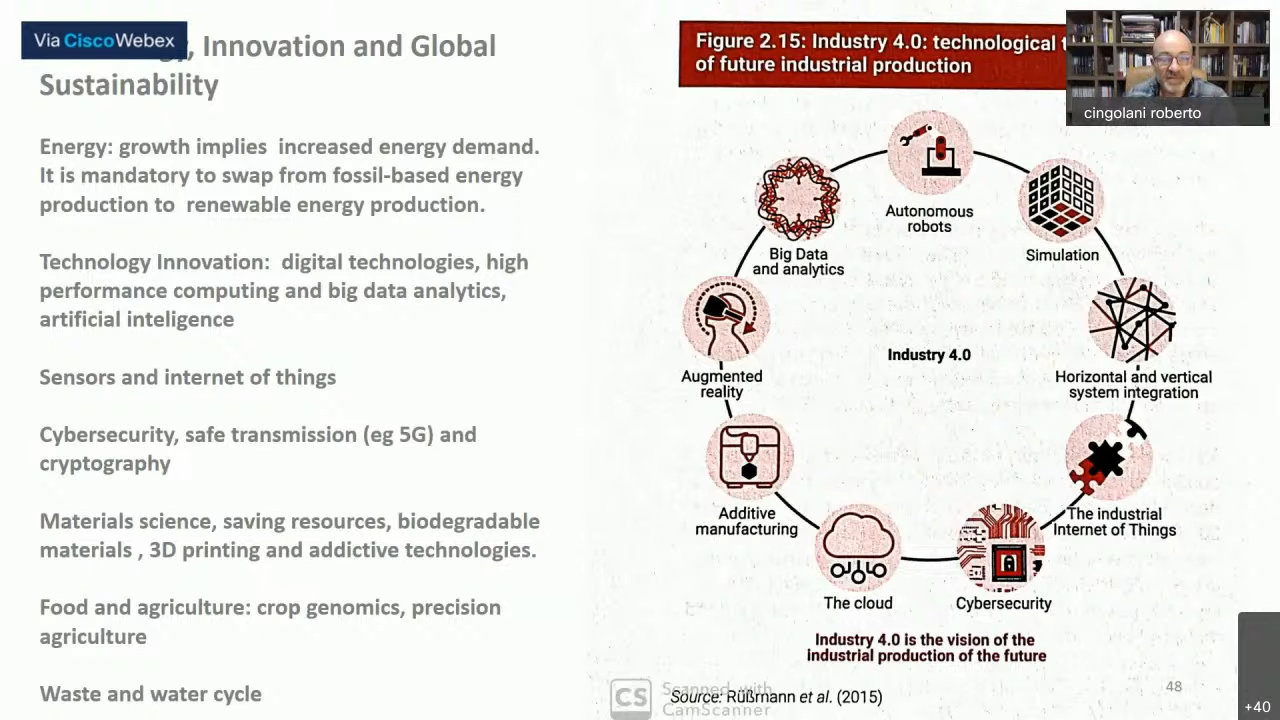 Via CiscoWebex
, Innovation and Global
Sustainability
Energy: growth implies increased energy demand.
It is mandatory to swap from fossil-based energy
production to renewable energy production.
Technology Innovation: digital technologies, high
performance computing and big data analytics,
artificial inteligence
Sensors and internet of things
Cybersecurity, safe transmission (eg 5G) and
cryptography
Materials science, saving resources, biodegradable
materials , 3D printing and addictive technologies.
Food and agriculture: crop genomics, precision
agriculture
Waste and water cycle
Figure 2.15: Industry 4.0: technological
of future industrial production
cingolani roberto
Autonomous
robots
Big Data
and analytics
Simulation
Augmented
reality
Industry 4.0
Horizontal and vertical
system integration
Additive
manufacturing
The industrial
Internet of Things
The cloud
Cybersecurity
Industry 4.0 is the vision of the
industrial production of the future
CS
Scanned with
CamScanner
Source: Rüßrmann et al. (2015)
48
+40